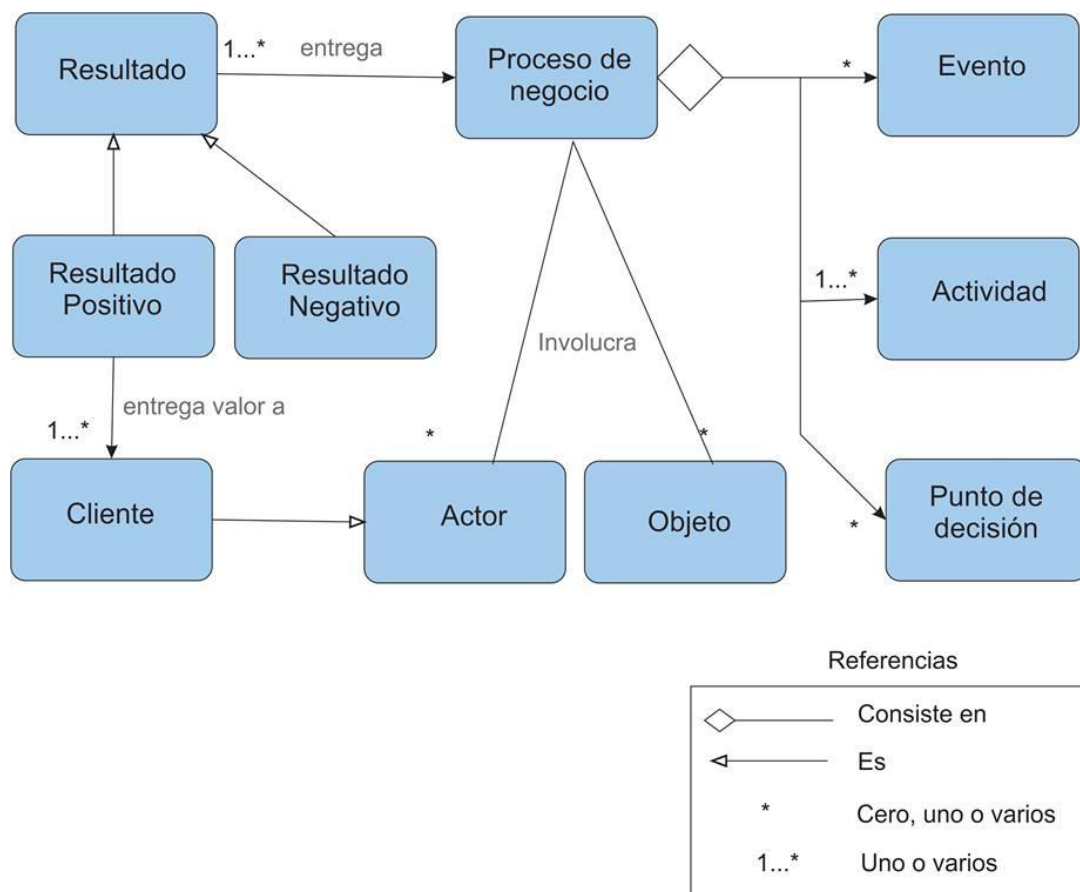 Resultado
1...*
entrega
Proceso de
negocio
*
Evento
Resultado
Positivo
Resultado
Negativo
1...*
Actividad
Involucra
entrega valor a
1...*
*
*
Cliente
Actor
Objeto
*
Punto de
decisión
Referencias
Consiste en
Es
*
Cero, uno o varios
1...*
Uno o varios